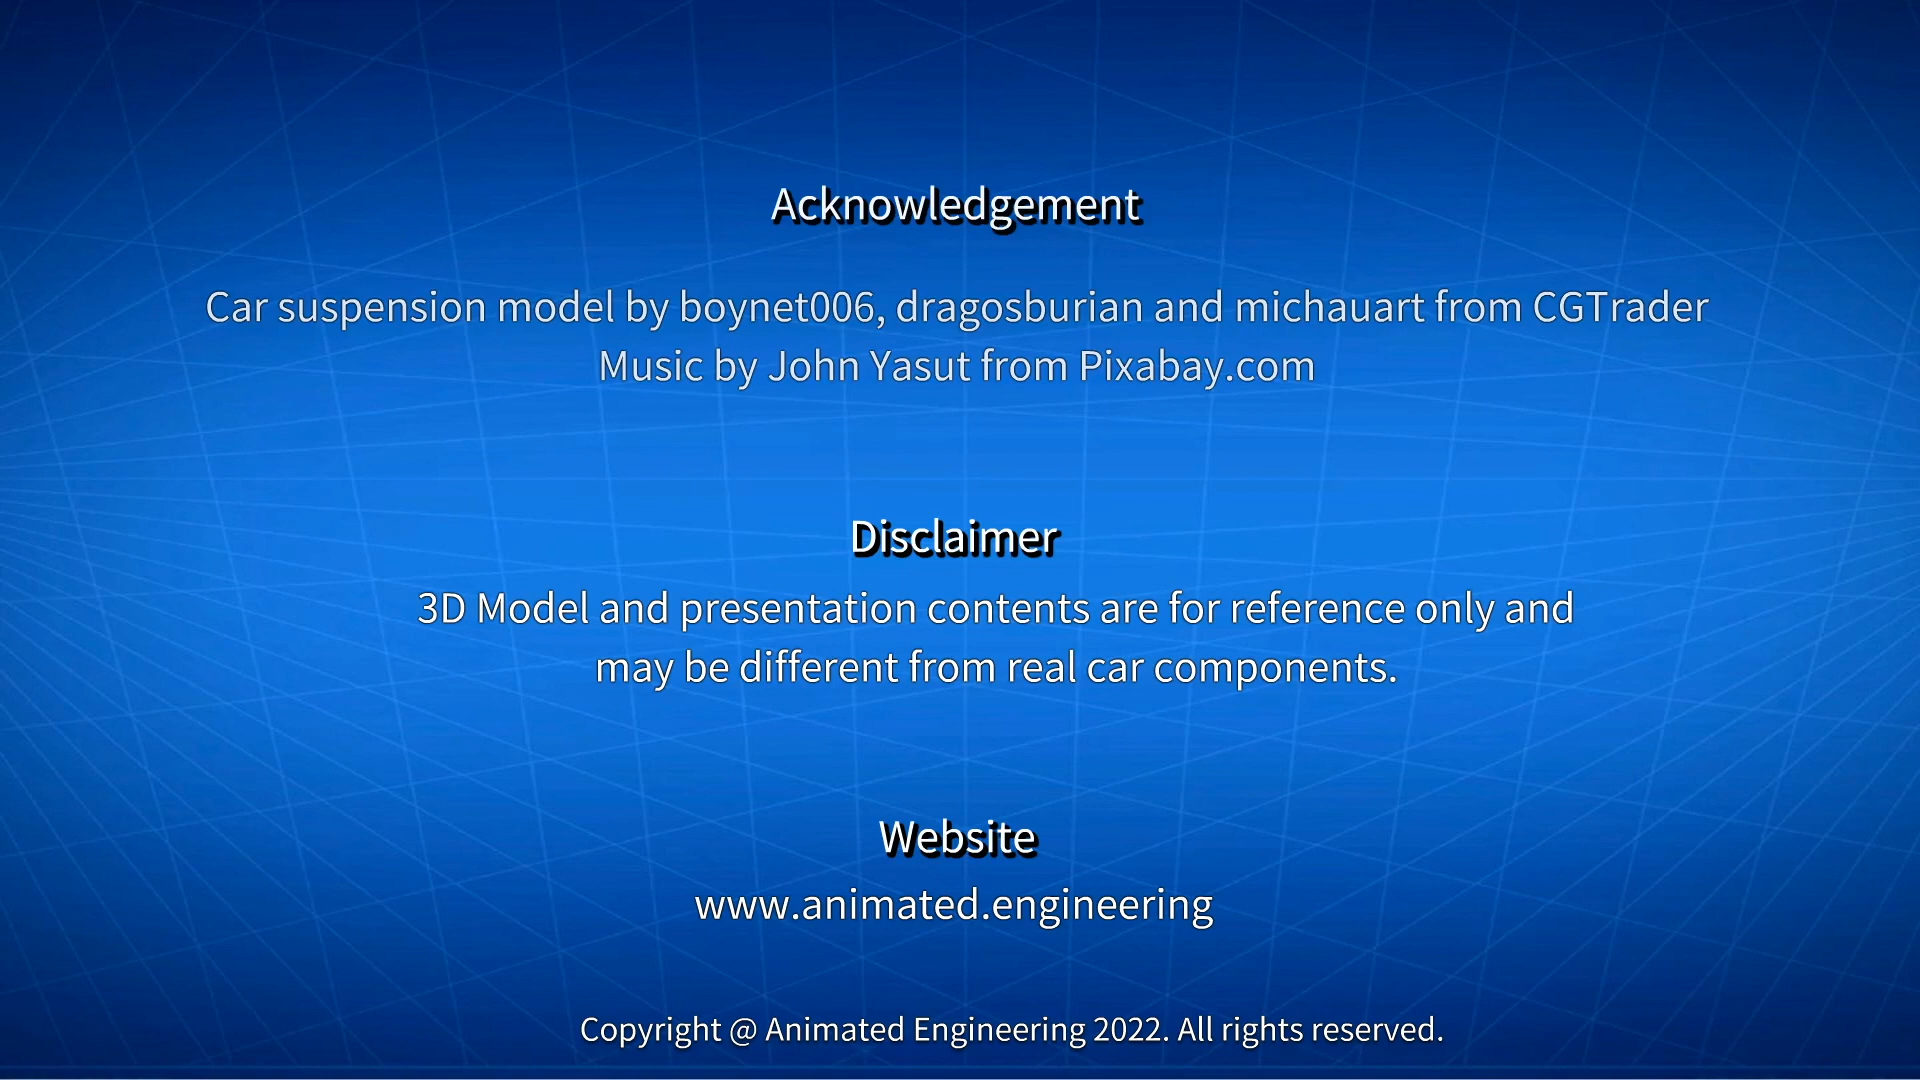 Acknowledgement
Car suspension model by boynet006, dragosburian and michauart from CGTrader
Music by John Yasut from Pixabay.com
Disclaimer
3D Model and presentation contents are for reference only and
may be different from real car components.
Website
www.animated.engineering
Copyright @ Animated Engineering 2022. All rights reserved.